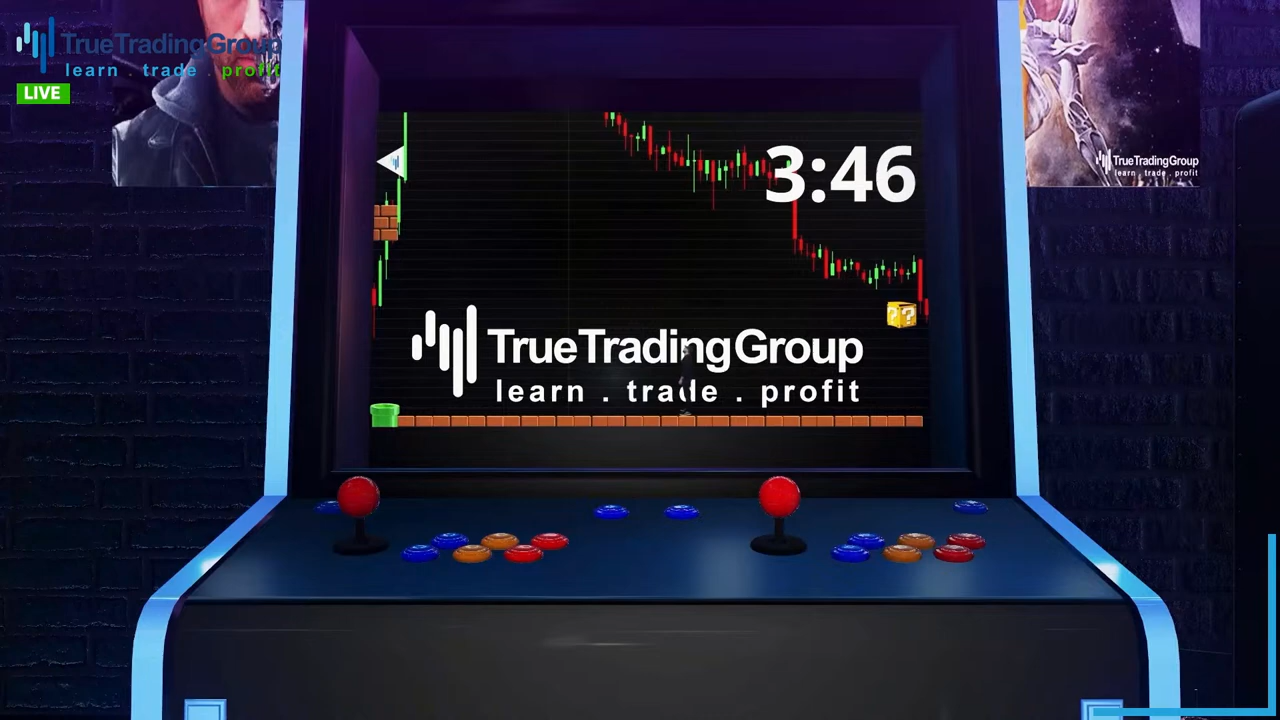 TrueTradingGroup
learn . trade . profit
LIVE
TrueTradingGroup
learn . trade . profit
3:46
? ?
TrueTradingGroup
learn . trade . profit